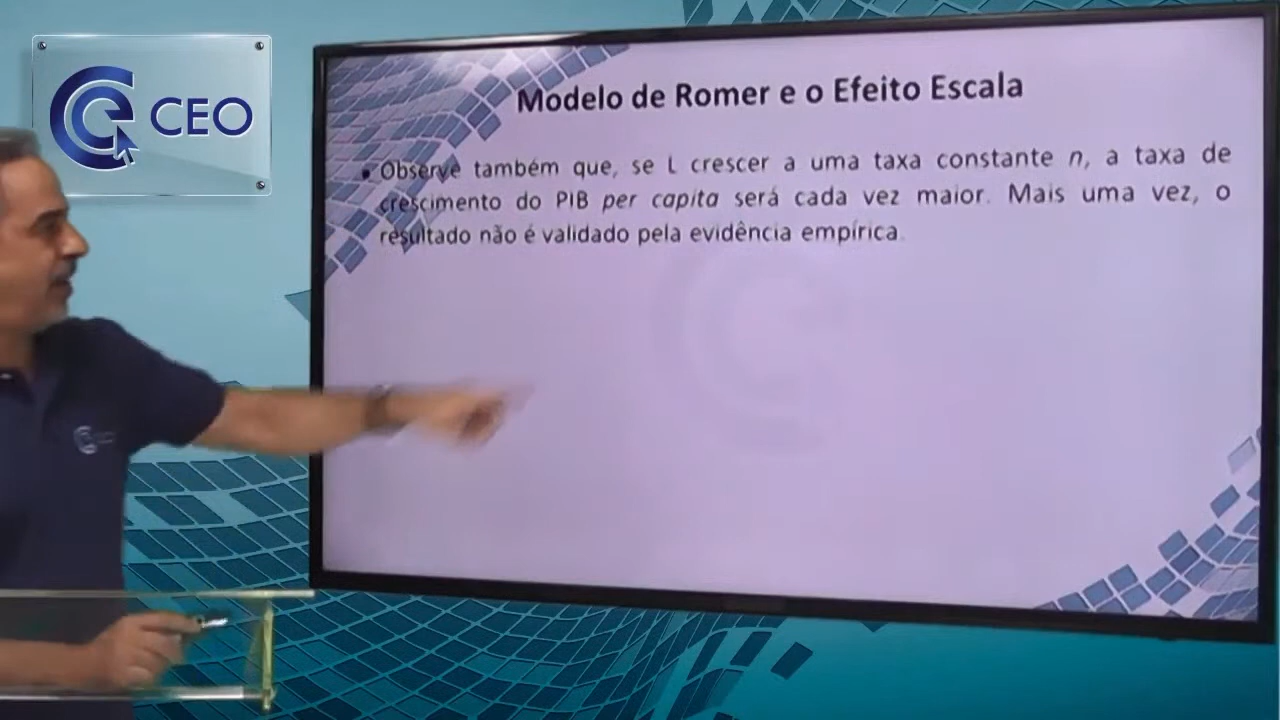 CEO
Modelo de Romer e o Efeito Escala
• Observe também que, se L crescer a uma taxa constante n, a taxa de
crescimento do PIB per capita será cada vez maior. Mais uma vez, o
resultado não é validado pela evidência empírica.